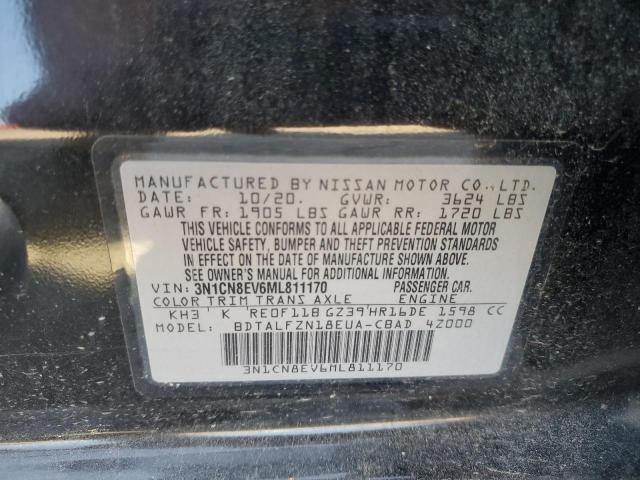 MANUFACTURED BY NISSAN MOTOR CO., LTD.
DATE: 10/20. GVWR: 3624 LBS
GAWR FR: 1905 LBS GAWR RR: 1720 LBS
THIS VEHICLE CONFORMS TO ALL APPLICABLE FEDERAL MOTOR
VEHICLE SAFETY, BUMPER AND THEFT PREVENTION STANDARDS
IN EFFECT ON THE DATE OF MANUFACTURE SHOWN ABOVE.
SEE OWNER'S MANUAL FOR ADDITIONAL INFORMATION.
VIN: 3N1CN8EV6ML811170 PASSENGER CAR.
COLOR TRIM TRANS AXLE ENGINE
KH3' K 'RE0F11B GZ39'HR16DE 1598 CC
MODEL: BDTALFZN18EUA-CBAD 4Z000
3N1CN8EV6ML811170